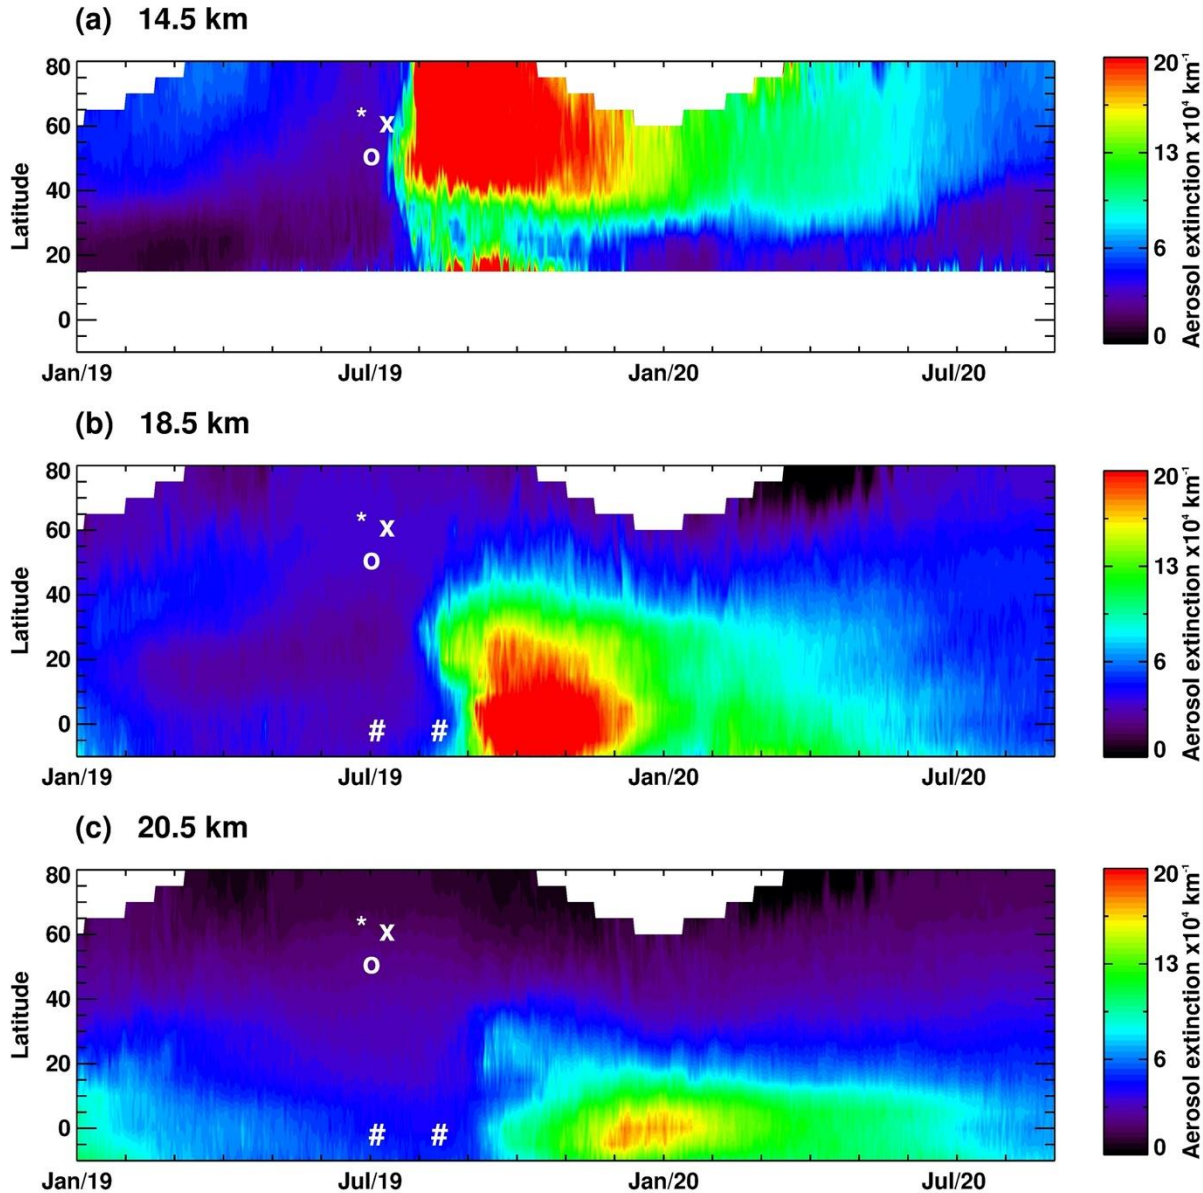 (a) 14.5 km
80
60
40
20
0
Latitude
* x
o
Jan/19 Jul/19 Jan/20 Jul/20
20
13
6
0
Aerosol extinction x10⁴ km⁻¹
(b) 18.5 km
80
60
40
20
0
Latitude
* x
o
# #
Jan/19 Jul/19 Jan/20 Jul/20
20
13
6
0
Aerosol extinction x10⁴ km⁻¹
(c) 20.5 km
80
60
40
20
0
Latitude
* x
o
# #
Jan/19 Jul/19 Jan/20 Jul/20
20
13
6
0
Aerosol extinction x10⁴ km⁻¹